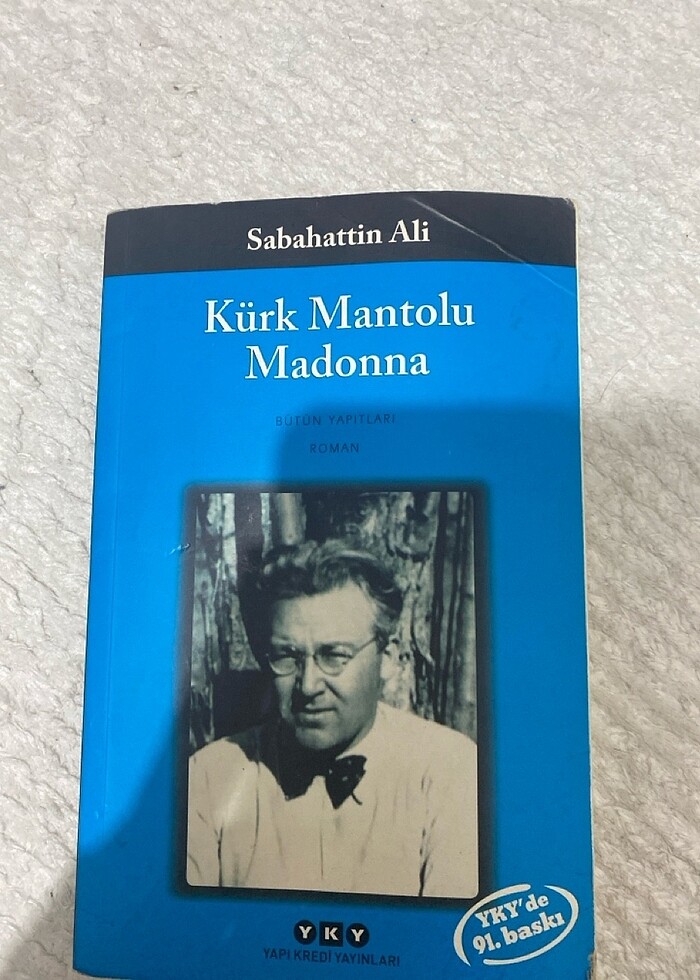 Sabahattin Ali
Kürk Mantolu
Madonna
BÜTÜN YAPITLARI
ROMAN
YKY'de
91. baskı
YKY
YAPI KREDİ YAYINLARI